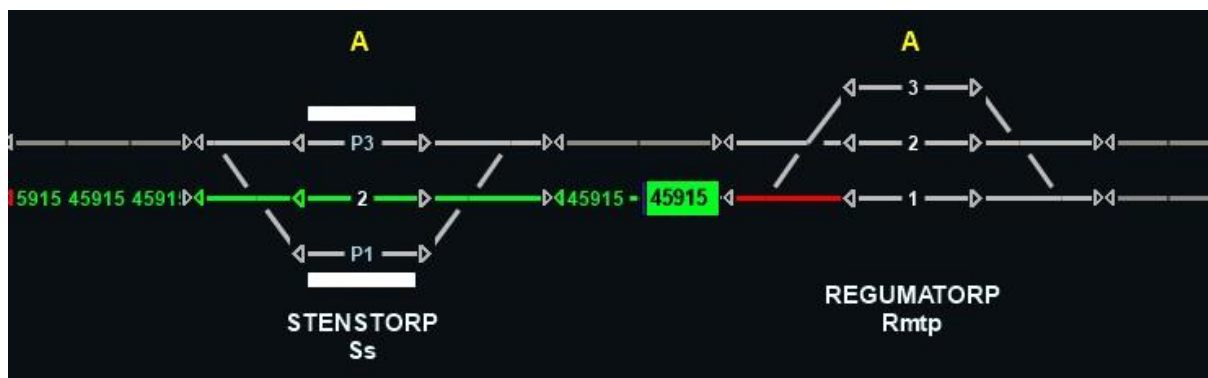 A A
3
P3 2
5915 45915 4591 2 45915 45915 1
P1
STENSTORP
Ss
REGUMATORP
Rmtp